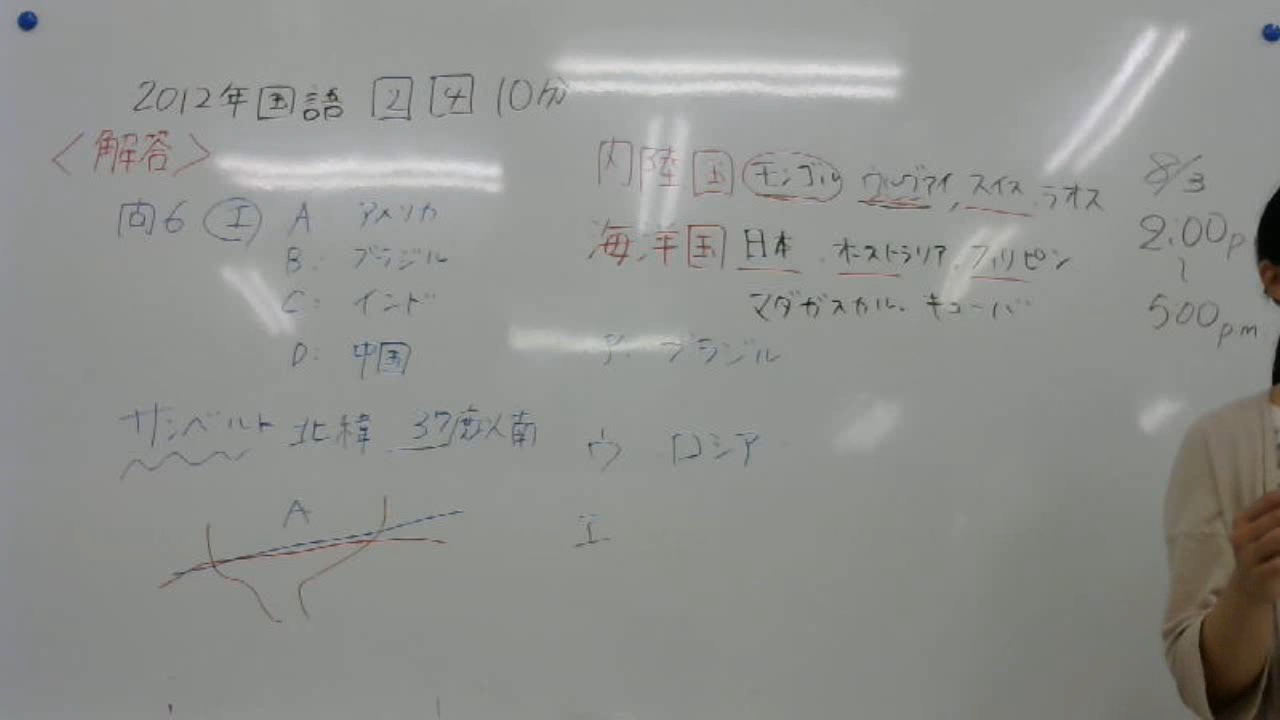 2012年国語 2 4 10分
<解答>
問6 エ A アメリカ
B: ブラジル
C: インド
D: 中国
サンベルト 北緯 37度以南
A
内陸国 モンゴル ウルグアイ, スイス、ラオス
海洋国 日本、オーストラリア、フィリピン
マダガスカル、キューバ
ブラジル
ウ ロシア
エ
8/3
2:00p
~
5:00pm